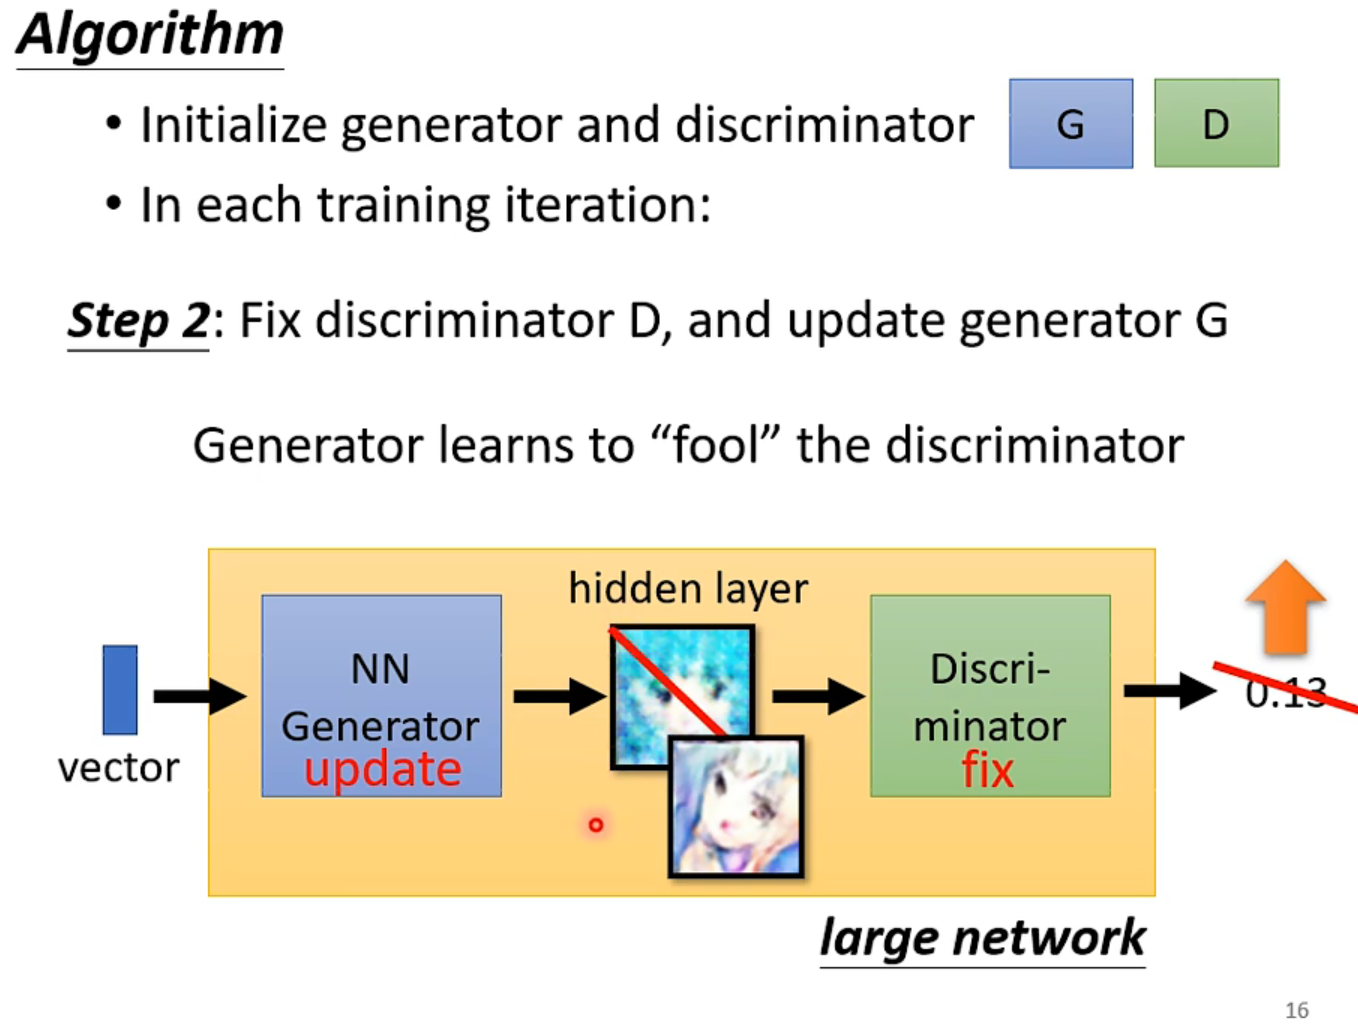 Algorithm
• Initialize generator and discriminator
G
D
• In each training iteration:
Step 2: Fix discriminator D, and update generator G
Generator learns to “fool” the discriminator
hidden layer
NN
Generator
update
Discri-
minator
fix
0.13
vector
large network
16